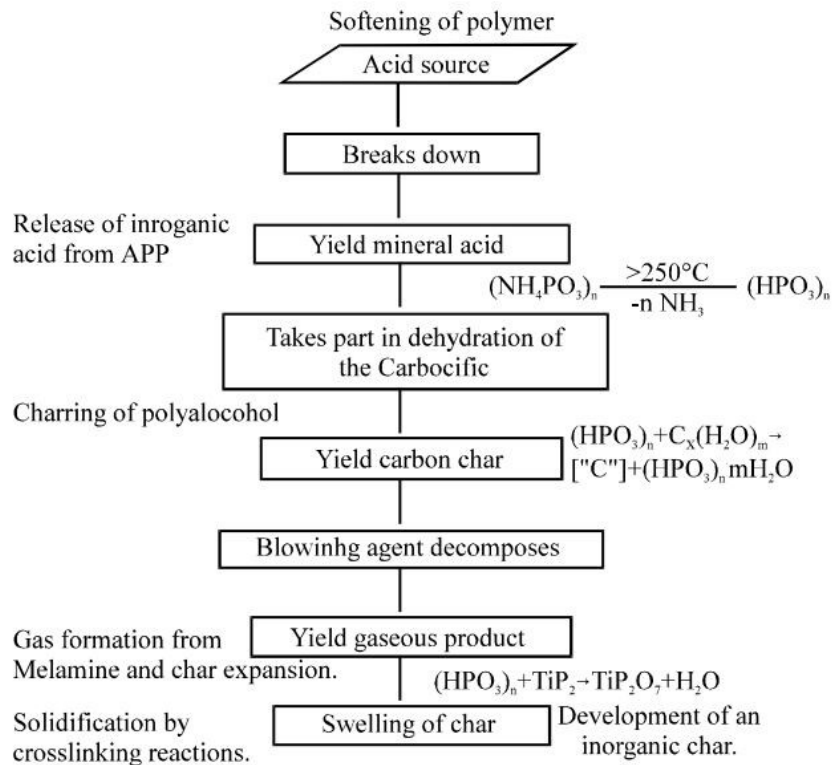 Softening of polymer
Acid source
Breaks down
Release of inroganic
acid from APP
Yield mineral acid
(NH₄PO₃)ₙ >250°C -n NH₃ (HPO₃)ₙ
Takes part in dehydration of
the Carbocific
Charring of polyalocohol
Yield carbon char
(HPO₃)ₙ+Cₓ(H₂O)ₘ→
["C"]+(HPO₃)ₙmH₂O
Blowinhg agent decomposes
Gas formation from
Melamine and char expansion.
Yield gaseous product
(HPO₃)ₙ+TiP₂→TiP₂O₇+H₂O
Solidification by
crosslinking reactions.
Swelling of char
Development of an
inorganic char.